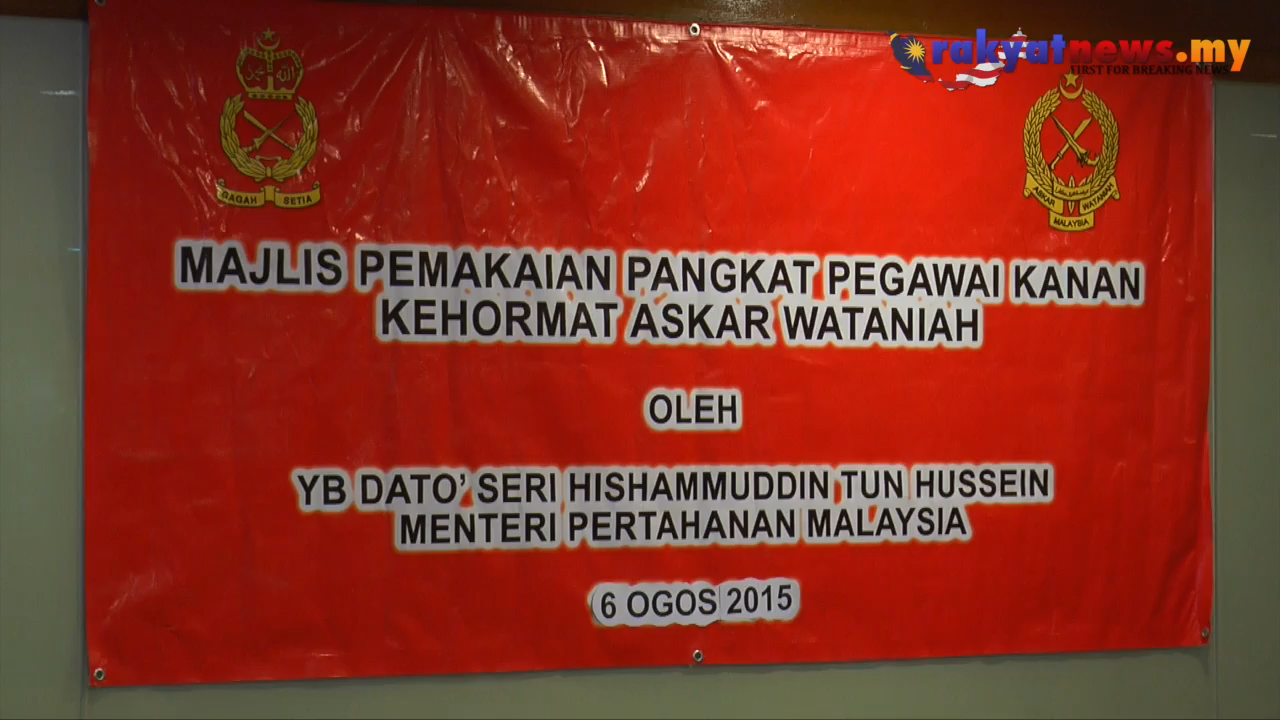 rakyatnews.my
FIRST FOR BREAKING NEWS
GAGAH SETIA
ASKAR WATANIAH
MALAYSIA
MAJLIS PEMAKAIAN PANGKAT PEGAWAI KANAN
KEHORMAT ASKAR WATANIAH
OLEH
YB DATO' SERI HISHAMMUDDIN TUN HUSSEIN
MENTERI PERTAHANAN MALAYSIA
6 OGOS 2015